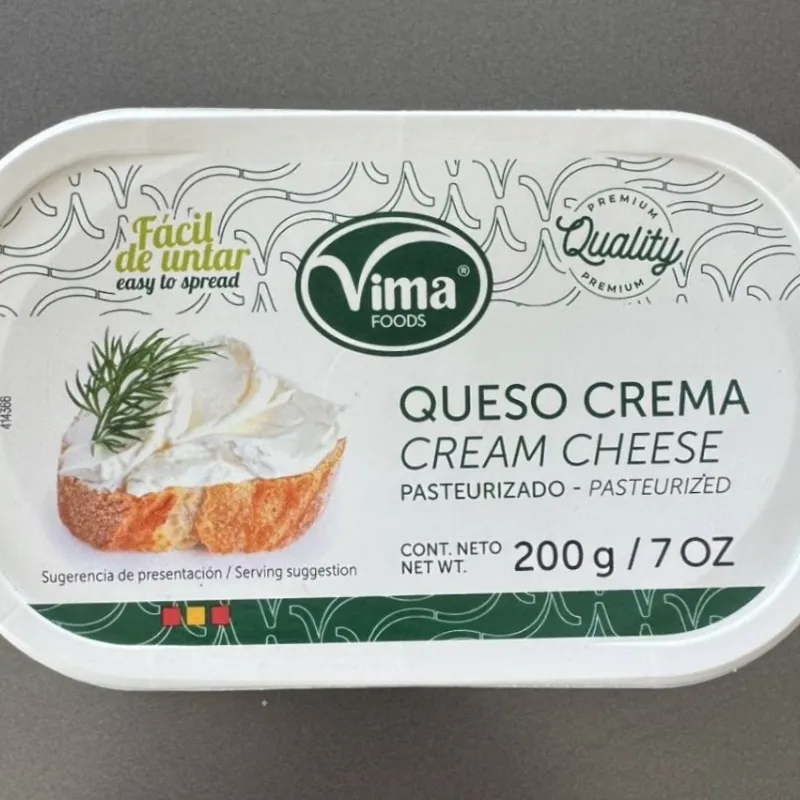 Fácil
de untar
easy to spread
Vima®
FOODS
PREMIUM
Quality
PREMIUM
QUESO CREMA
CREAM CHEESE
PASTEURIZADO - PASTEURIZED
CONT. NETO
NET WT.
200 g / 7 OZ
Sugerencia de presentación / Serving suggestion
414366